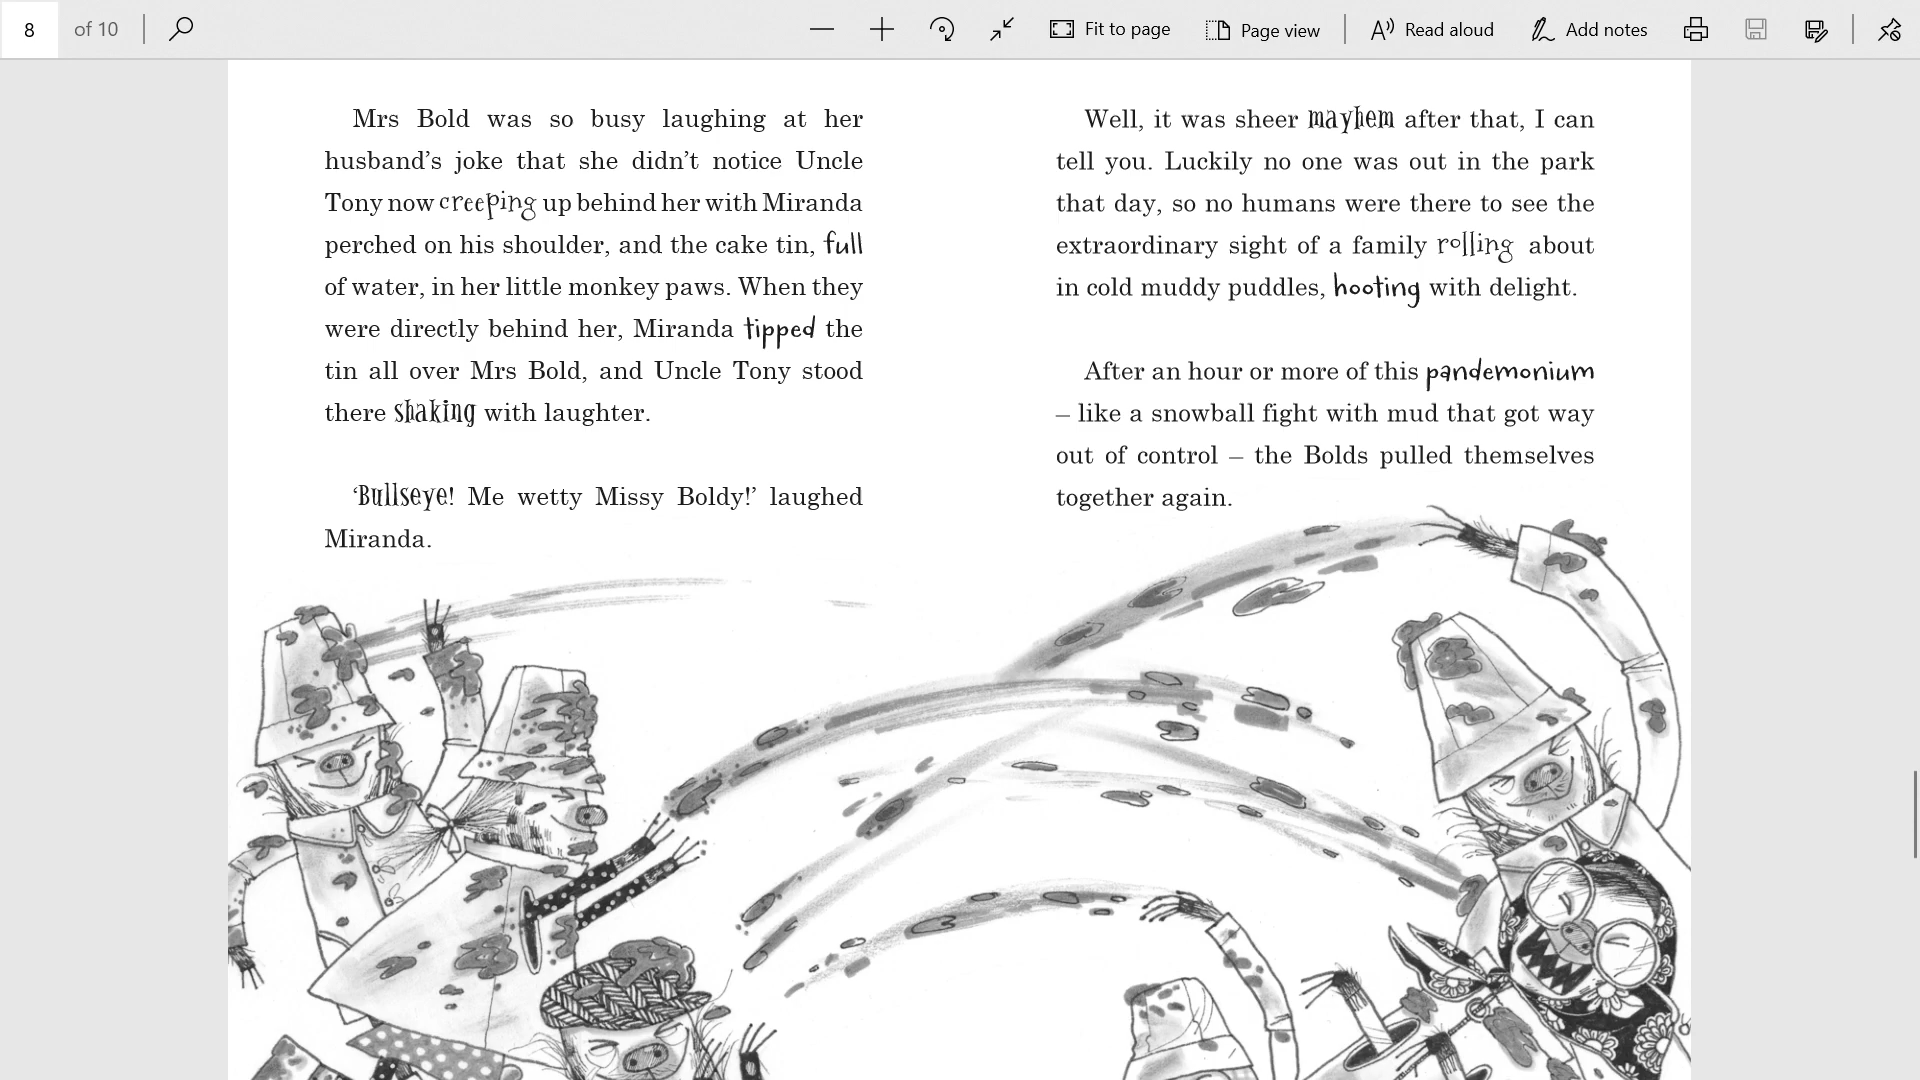 8 of 10 Fit to page Page view Read aloud Add notes
Mrs Bold was so busy laughing at her
husband’s joke that she didn’t notice Uncle
Tony now creeping up behind her with Miranda
perched on his shoulder, and the cake tin, full
of water, in her little monkey paws. When they
were directly behind her, Miranda tipped the
tin all over Mrs Bold, and Uncle Tony stood
there shaking with laughter.
‘Bullseye! Me wetty Missy Boldy!’ laughed
Miranda.
Well, it was sheer mayhem after that, I can
tell you. Luckily no one was out in the park
that day, so no humans were there to see the
extraordinary sight of a family rolling about
in cold muddy puddles, hooting with delight.
After an hour or more of this pandemonium
– like a snowball fight with mud that got way
out of control – the Bolds pulled themselves
together again.